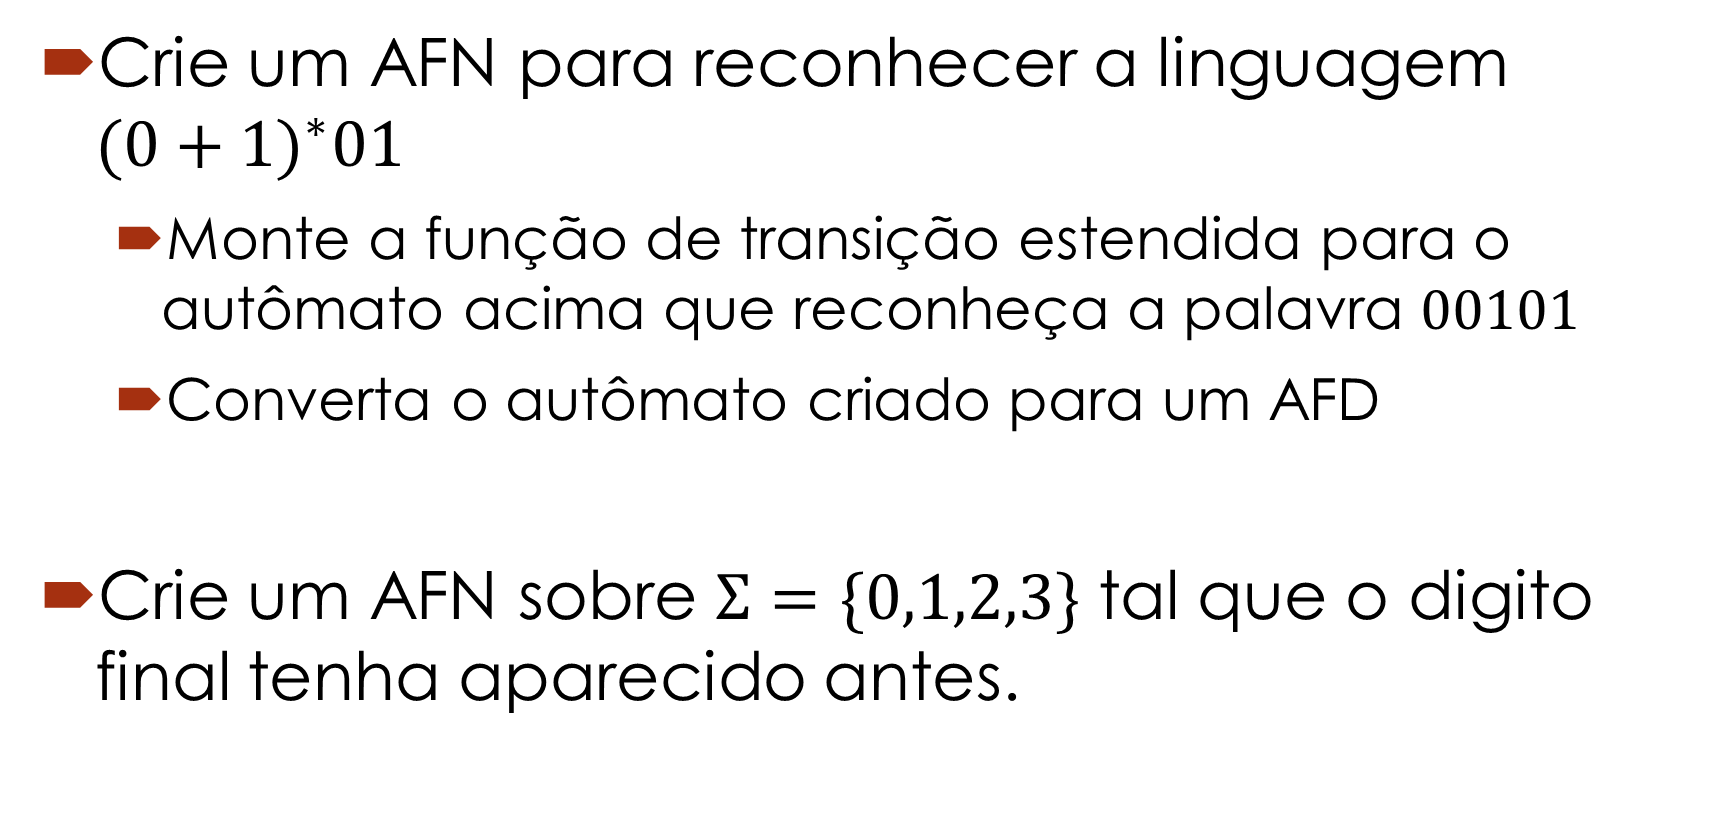 Crie um AFN para reconhecer a linguagem
(0 + 1)*01
Monte a função de transição estendida para o
autômato acima que reconheça a palavra 00101
Converta o autômato criado para um AFD
Crie um AFN sobre Σ = {0,1,2,3} tal que o digito
final tenha aparecido antes.